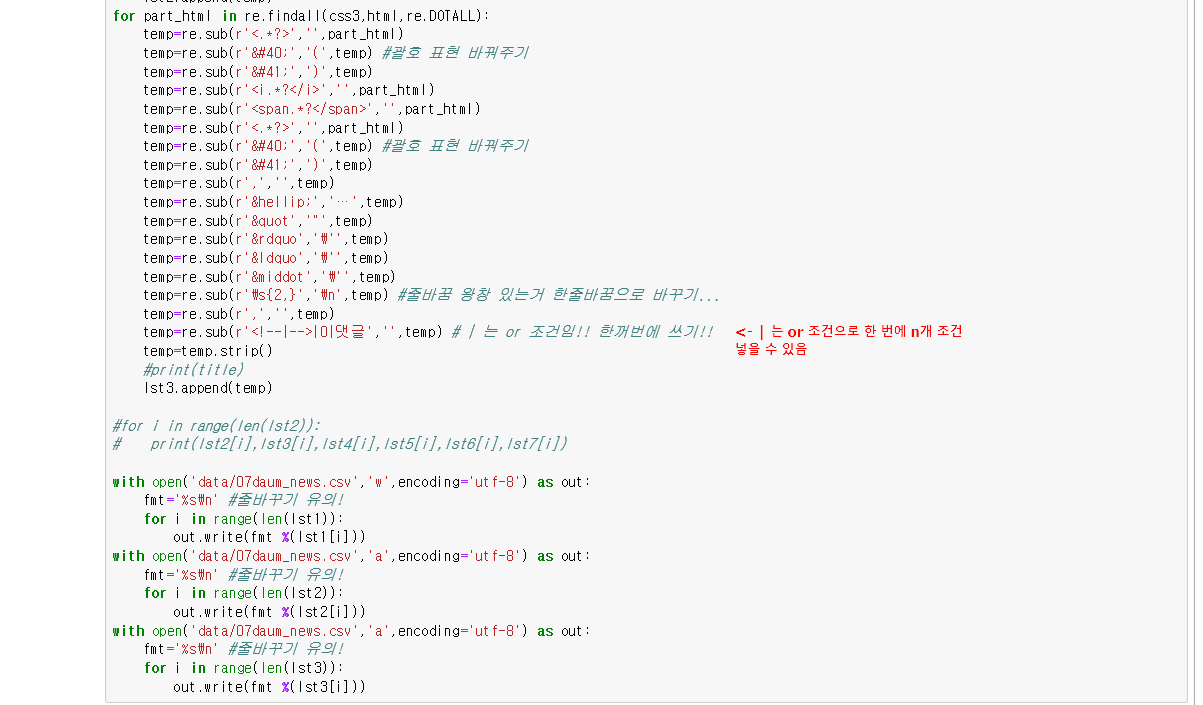 for part_html in re.findall(css3,html,re.DOTALL):
temp=re.sub(r'<.*?>','',part_html)
temp=re.sub(r'&#40;','(',temp) #괄호 표현 바꿔주기
temp=re.sub(r'&#41;',')',temp)
temp=re.sub(r'<i.*?</i>','',part_html)
temp=re.sub(r'<span.*?</span>','',part_html)
temp=re.sub(r'<.*?>','',part_html)
temp=re.sub(r'&#40;','(',temp) #괄호 표현 바꿔주기
temp=re.sub(r'&#41;',')',temp)
temp=re.sub(r',','',temp)
temp=re.sub(r'&hellip;','…',temp)
temp=re.sub(r'&quot','"',temp)
temp=re.sub(r'&rdquo','₩'',temp)
temp=re.sub(r'&ldquo','₩'',temp)
temp=re.sub(r'&middot','₩'',temp)
temp=re.sub(r'₩s{2,}','₩n',temp) #줄바꿈 왕창 있는거 한줄바꿈으로 바꾸기...
temp=re.sub(r',','',temp)
temp=re.sub(r'<!--|-->|0|댓글','',temp) # | 는 or 조건임!! 한꺼번에 쓰기!! <- | 는 or 조건으로 한 번에 n개 조건
넣을 수 있음
temp=temp.strip()
#print(title)
lst3.append(temp)
#for i in range(len(lst2)):
# print(lst2[i],lst3[i],lst4[i],lst5[i],lst6[i],lst7[i])
with open('data/07daum_news.csv','w',encoding='utf-8') as out:
fmt='%s₩n' #줄바꾸기 유의!
for i in range(len(lst1)):
out.write(fmt %(lst1[i]))
with open('data/07daum_news.csv','a',encoding='utf-8') as out:
fmt='%s₩n' #줄바꾸기 유의!
for i in range(len(lst2)):
out.write(fmt %(lst2[i]))
with open('data/07daum_news.csv','a',encoding='utf-8') as out:
fmt='%s₩n' #줄바꾸기 유의!
for i in range(len(lst3)):
out.write(fmt %(lst3[i]))